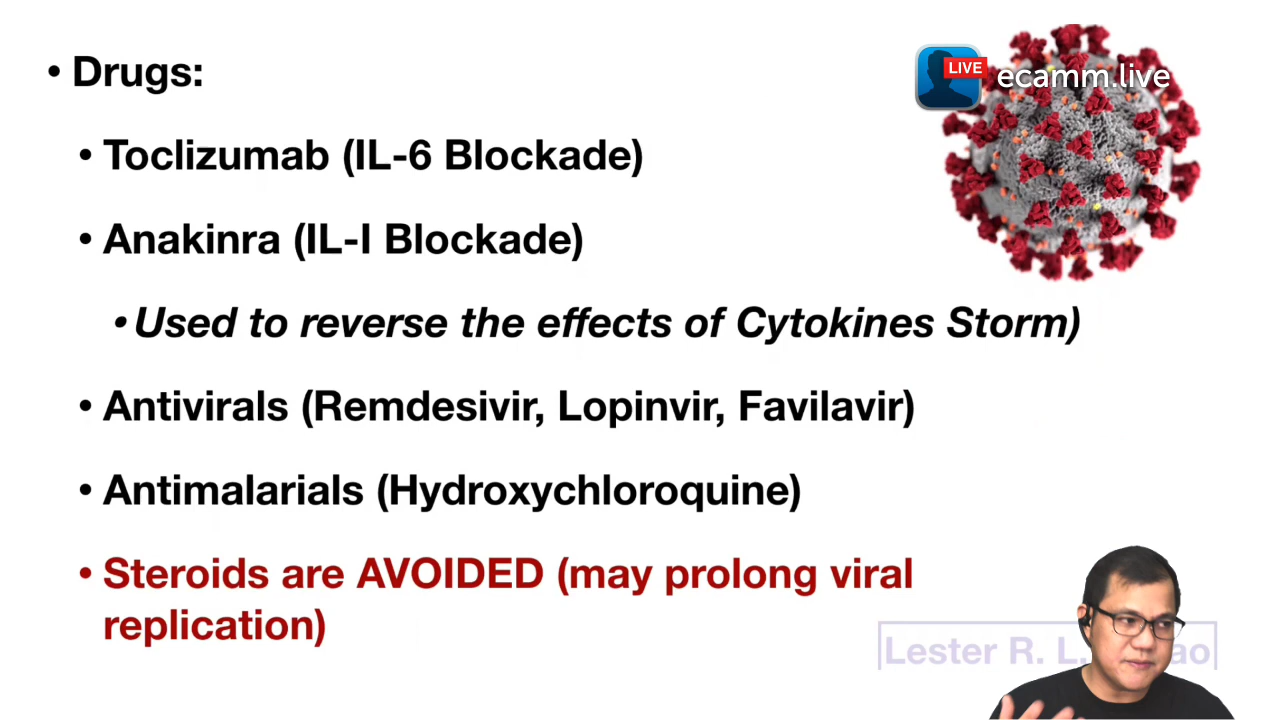 • Drugs:
LIVE
ecamm.live
• Toclizumab (IL-6 Blockade)
• Anakinra (IL-I Blockade)
• Used to reverse the effects of Cytokines Storm)
• Antivirals (Remdesivir, Lopinvir, Favilavir)
• Antimalarials (Hydroxychloroquine)
• Steroids are AVOIDED (may prolong viral
replication)
Lester R. L.